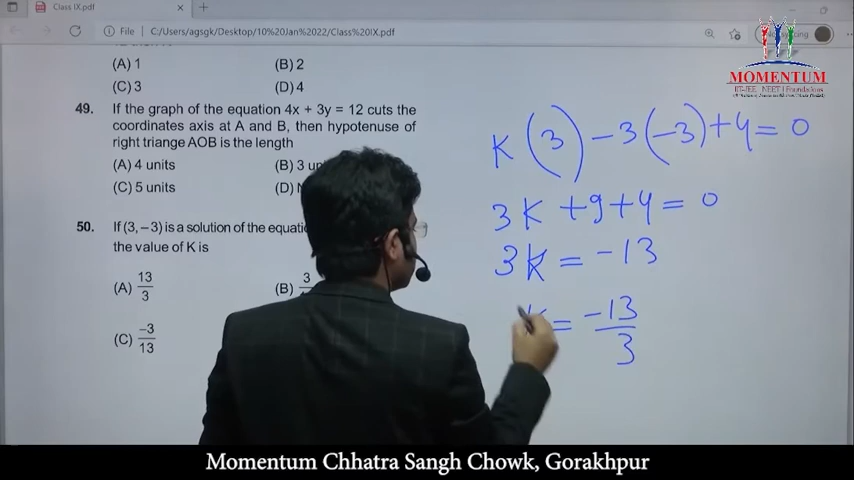 Class IX.pdf
File | C:/Users/agsgk/Desktop/10%20Jan%2022/Class%20IX.pdf
MOMENTUM
IIT-JEE | NEET | Foundations
(A) 1
(B) 2
(C) 3
(D) 4
49. If the graph of the equation 4x + 3y = 12 cuts the
coordinates axis at A and B, then hypotenuse of
right triange AOB is the length
(A) 4 units
(B) 3 un
(C) 5 units
(D)
50. If (3, −3) is a solution of the equati
the value of K is
(A) 13/3
(B) 3
(C) −3/13
K(3) − 3(−3) + 4 = 0
3K + 9 + 4 = 0
3K = −13
K = −13/3
Momentum Chhatra Sangh Chowk, Gorakhpur